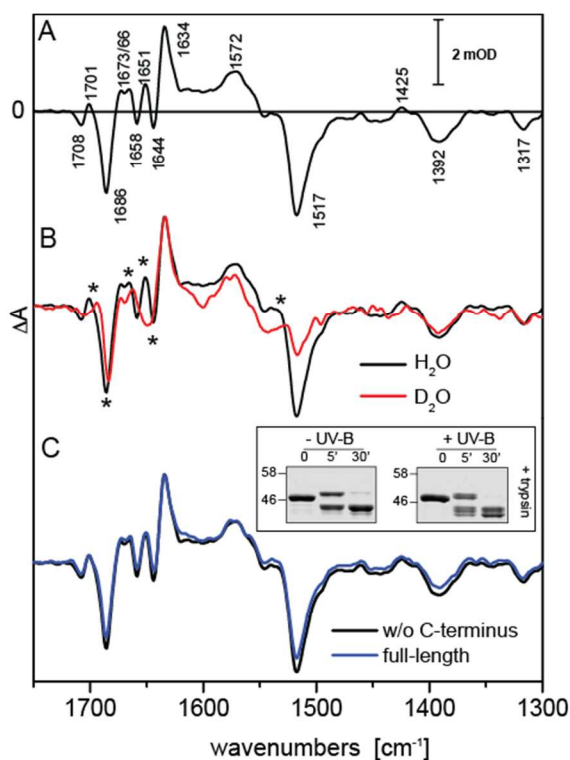 A
1701
1673/66
1651
1634
1572
1425
2 mOD
0
1708
1686
1658
1644
1517
1392
1317
B
*
*
*
*
*
*
ΔA
H₂O
D₂O
C
- UV-B
+ UV-B
0 5' 30'
0 5' 30'
58
46
58
46
+ trypsin
w/o C-terminus
full-length
1700 1600 1500 1400 1300
wavenumbers [cm⁻¹]